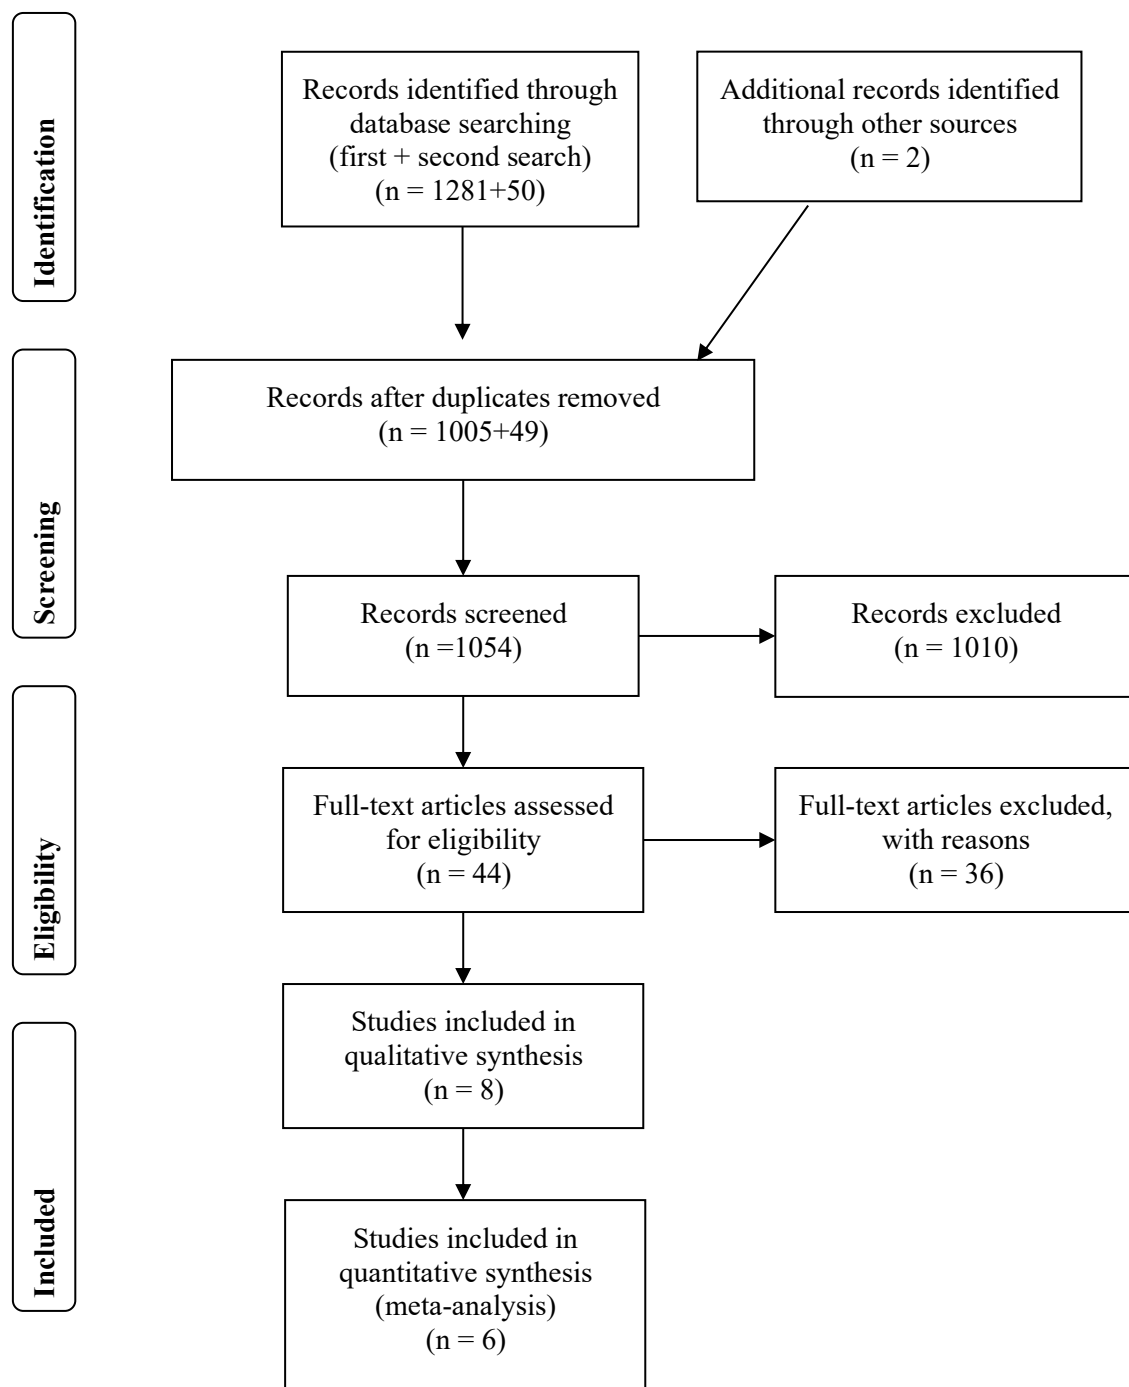 Identification
Records identified through
database searching
(first + second search)
(n = 1281+50)
Additional records identified
through other sources
(n = 2)
Screening
Records after duplicates removed
(n = 1005+49)
Records screened
(n =1054)
Records excluded
(n = 1010)
Eligibility
Full-text articles assessed
for eligibility
(n = 44)
Full-text articles excluded,
with reasons
(n = 36)
Included
Studies included in
qualitative synthesis
(n = 8)
Studies included in
quantitative synthesis
(meta-analysis)
(n = 6)